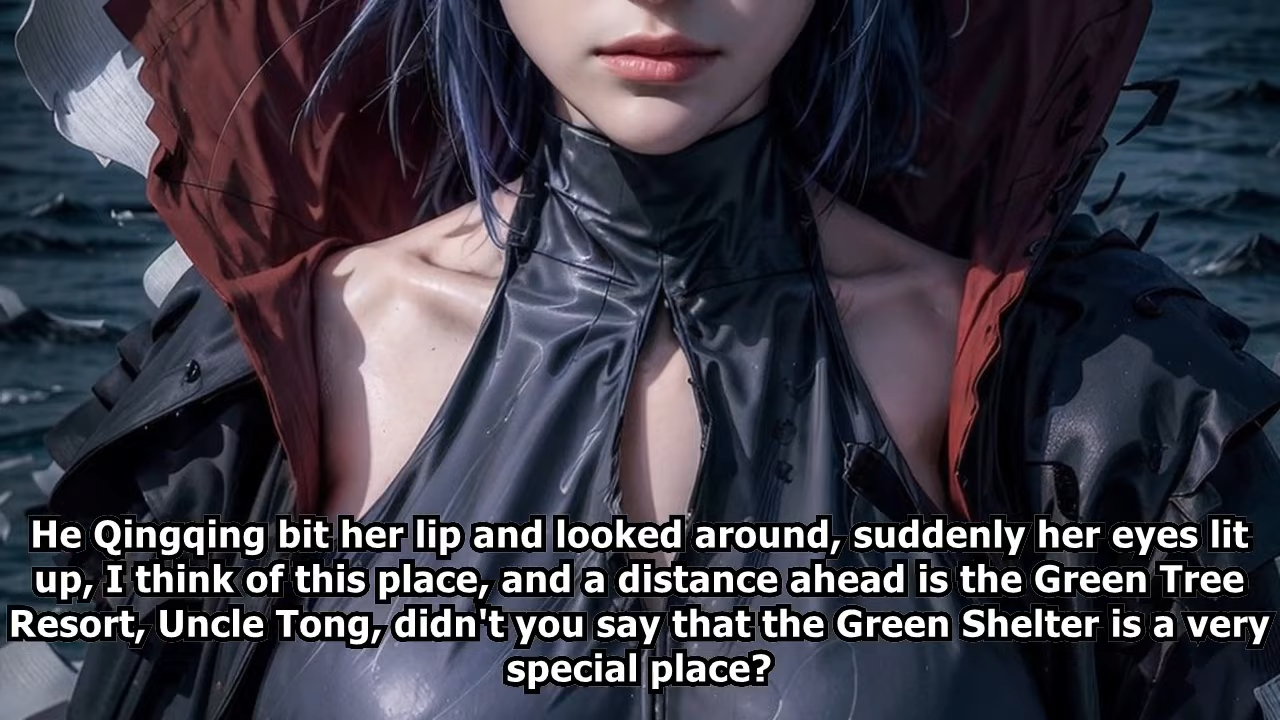 He Qingqing bit her lip and looked around, suddenly her eyes lit
up, I think of this place, and a distance ahead is the Green Tree
Resort, Uncle Tong, didn't you say that the Green Shelter is a very
special place?